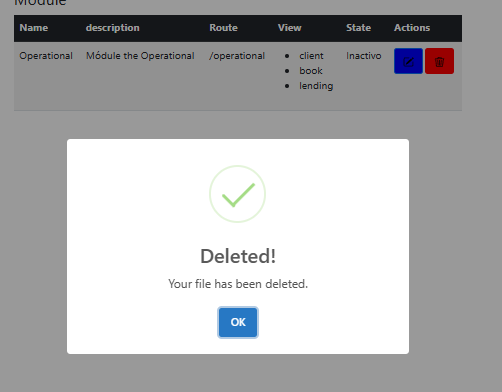 Module
Name description Route View State Actions
Operational Módule the Operational /operational client Inactivo
book
lending
Deleted!
Your file has been deleted.
OK